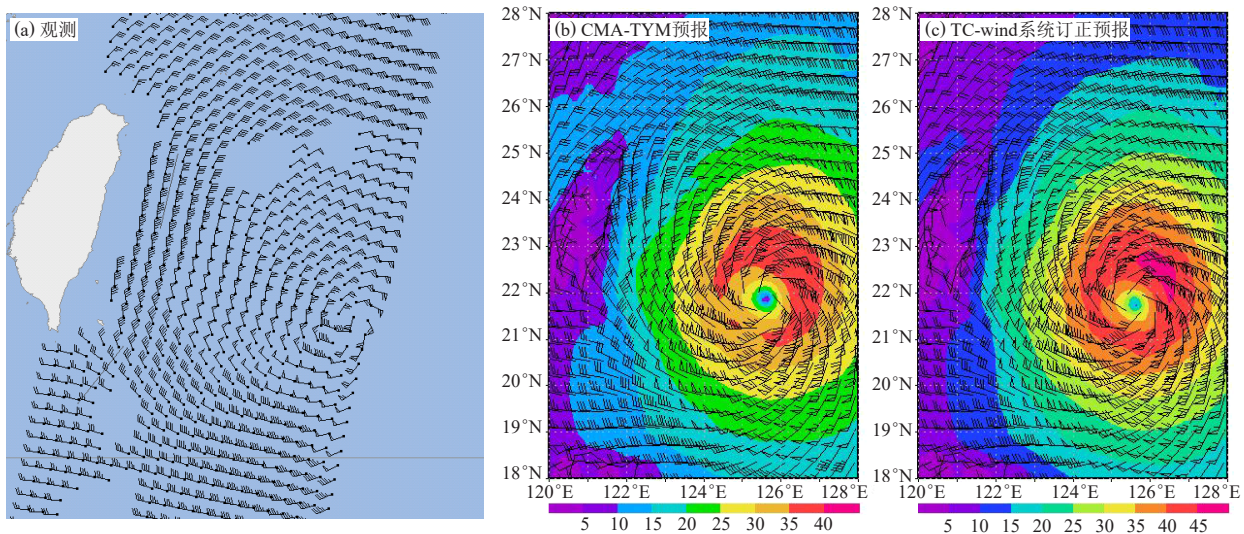 (a) 观测
(b) CMA-TYM预报
(c) TC-wind系统订正预报
28°N
27°N
26°N
25°N
24°N
23°N
22°N
21°N
20°N
19°N
18°N
120°E 122°E 124°E 126°E 128°E
5 10 15 20 25 30 35 40
28°N
27°N
26°N
25°N
24°N
23°N
22°N
21°N
20°N
19°N
18°N
120°E 122°E 124°E 126°E 128°E
5 10 15 20 25 30 35 40 45